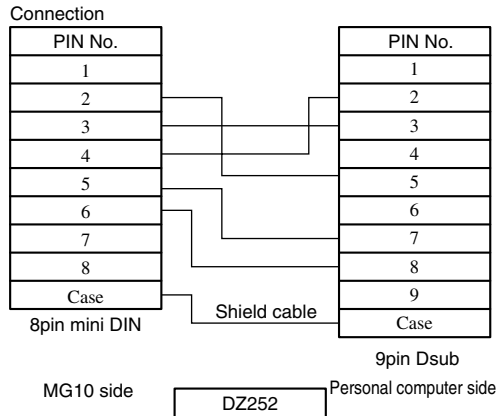 Connection
PIN No.
1
2
3
4
5
6
7
8
Case
8pin mini DIN
Shield cable
PIN No.
1
2
3
4
5
6
7
8
9
Case
9pin Dsub
MG10 side
DZ252
Personal computer side